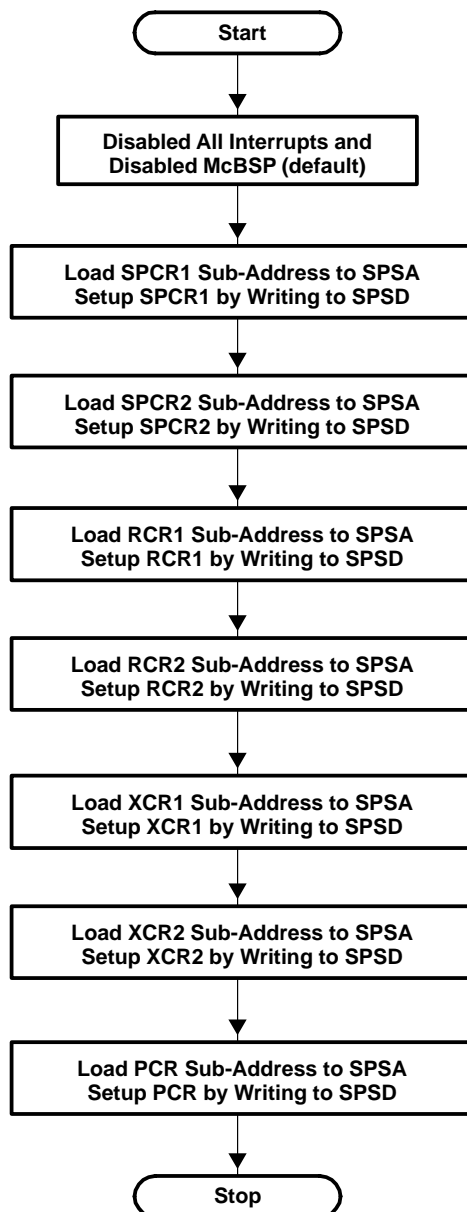 Start
Disabled All Interrupts and
Disabled McBSP (default)
Load SPCR1 Sub-Address to SPSA
Setup SPCR1 by Writing to SPSD
Load SPCR2 Sub-Address to SPSA
Setup SPCR2 by Writing to SPSD
Load RCR1 Sub-Address to SPSA
Setup RCR1 by Writing to SPSD
Load RCR2 Sub-Address to SPSA
Setup RCR2 by Writing to SPSD
Load XCR1 Sub-Address to SPSA
Setup XCR1 by Writing to SPSD
Load XCR2 Sub-Address to SPSA
Setup XCR2 by Writing to SPSD
Load PCR Sub-Address to SPSA
Setup PCR by Writing to SPSD
Stop